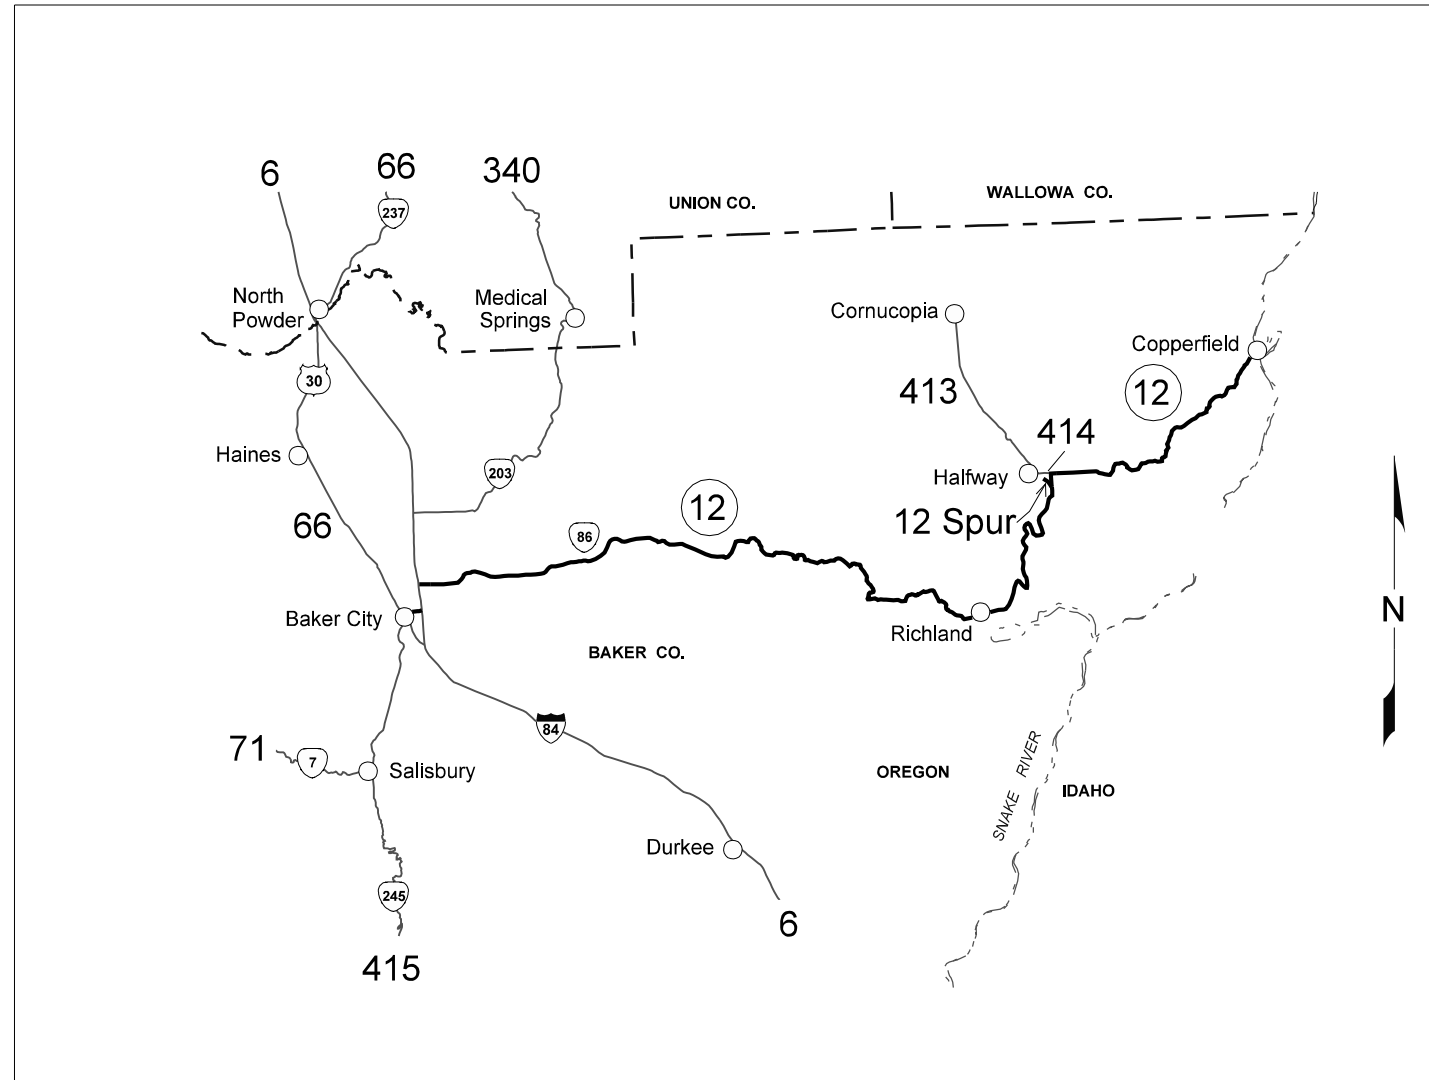 6
66
340
237
UNION CO.
WALLOWA CO.
North
Powder
Medical
Springs
Cornucopia
Copperfield
30
413
12
414
Haines
203
Halfway
66
12
12 Spur
86
Baker City
Richland
N
BAKER CO.
84
71
7
Salisbury
OREGON
SNAKE RIVER
IDAHO
Durkee
245
6
415